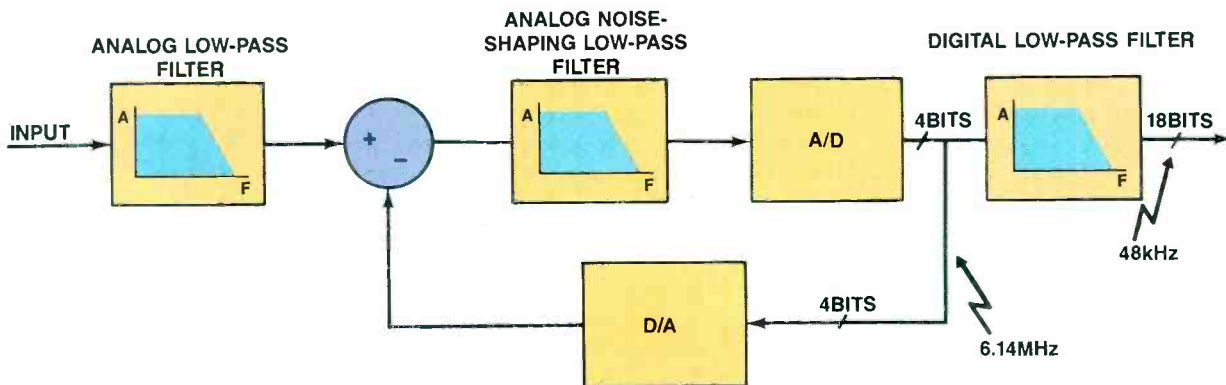 ANALOG LOW-PASS
FILTER
ANALOG NOISE-
SHAPING LOW-PASS
FILTER
DIGITAL LOW-PASS FILTER
INPUT
A
F
+
−
A
F
A/D
4BITS
A
F
18BITS
48kHz
D/A
4BITS
6.14MHz